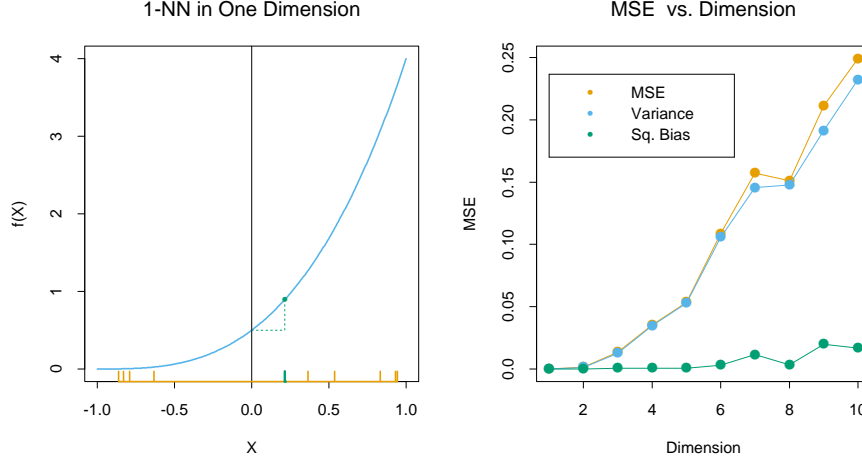 1-NN in One Dimension
f(X)
4
3
2
1
0
-1.0 -0.5 0.0 0.5 1.0
X
MSE vs. Dimension
MSE
0.25
0.20
0.15
0.10
0.05
0.0
MSE
Variance
Sq. Bias
2 4 6 8 10
Dimension